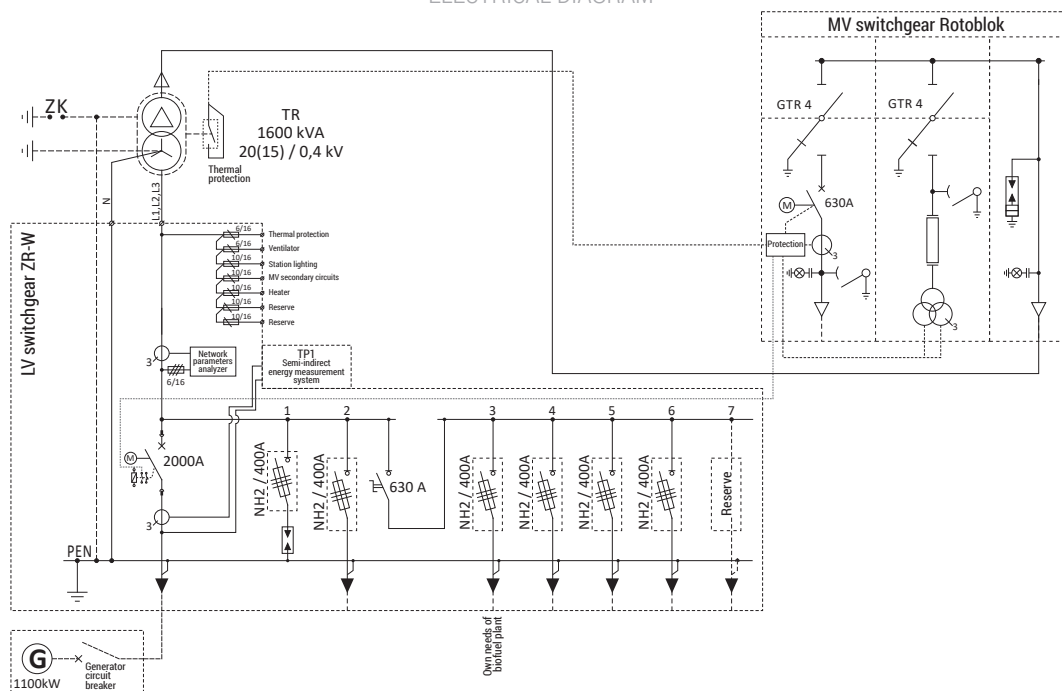 ELECTRICAL DIAGRAM
MV switchgear Rotoblok
ZK
TR
1600 kVA
20(15) / 0,4 kV
Thermal
protection
GTR 4
GTR 4
M
630A
Protection
3
3
N
L1,L2,L3
LV switchgear ZR-W
6/16
Thermal protection
6/16
Ventilator
10/16
Station lighting
10/16
MV secondary circuits
10/16
Heater
10/16
Reserve
10/16
Reserve
3
Network
parameters
analyzer
6/16
TP1
Semi-indirect
energy measurement
system
1
2
3
4
5
6
7
M
2000A
NH2 / 400A
NH2 / 400A
630 A
NH2 / 400A
NH2 / 400A
NH2 / 400A
NH2 / 400A
Reserve
3
PEN
Own needs of
biofuel plant
G
1100kW
Generator
circuit
breaker